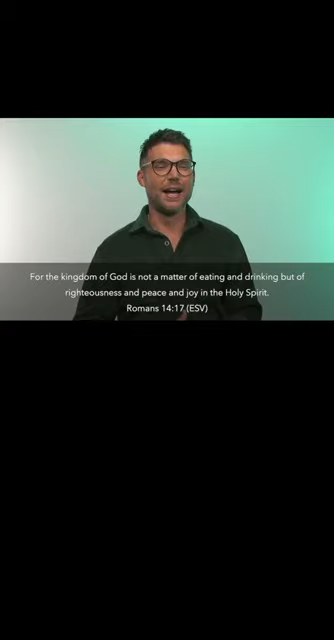 For the kingdom of God is not a matter of eating and drinking but of
righteousness and peace and joy in the Holy Spirit.
Romans 14:17 (ESV)